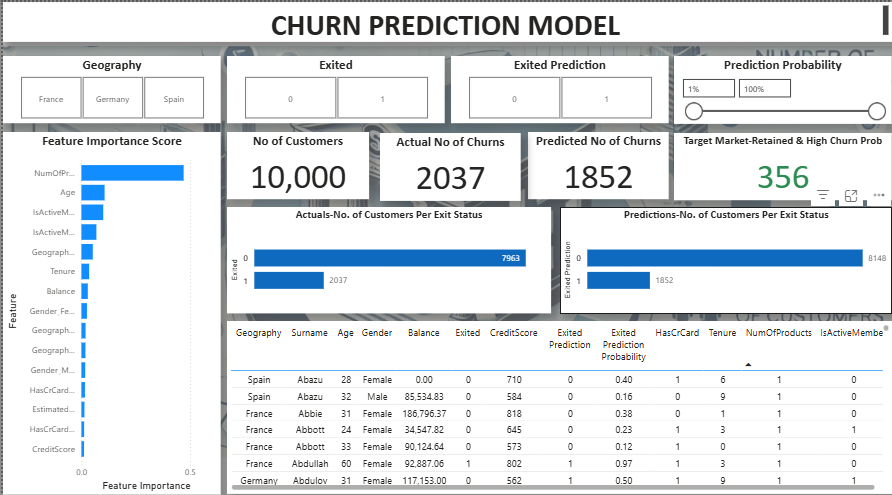 CHURN PREDICTION MODEL
Geography
France Germany Spain
Exited
0 1
Exited Prediction
0 1
Prediction Probability
1% 100%
Feature Importance Score
NumOfPr...
Age
IsActiveM...
IsActiveM...
Geograph...
Tenure
Balance
Gender_Fe...
Geograph...
Geograph...
Gender_M...
HasCrCard...
Estimated...
HasCrCard...
CreditScore
Feature
0.0 0.5
Feature Importance
No of Customers
10,000
Actual No of Churns
2037
Predicted No of Churns
1852
Target Market-Retained & High Churn Prob
356
Actuals-No. of Customers Per Exit Status
Exited
0 7963
1 2037
Predictions-No. of Customers Per Exit Status
Exited Prediction
0 8148
1 1852
NUMBER OF
OF CUSTOMERS
Geography Surname Age Gender Balance Exited CreditScore Exited Prediction Exited Prediction Probability HasCrCard Tenure NumOfProducts IsActiveMembe
Spain Abazu 28 Female 0.00 0 710 0 0.40 1 6 1 0
Spain Abazu 32 Male 85,534.83 0 584 0 0.16 0 9 1 0
France Abbie 31 Female 186,796.37 0 818 0 0.38 0 1 1 0
France Abbott 24 Female 34,547.82 0 645 0 0.23 1 3 1 1
France Abbott 33 Female 90,124.64 0 573 0 0.12 1 0 1 0
France Abdullah 60 Female 92,887.06 1 802 1 0.97 1 3 1 0
Germany Abdulov 31 Female 117,153.00 0 562 1 0.50 1 9 1 1